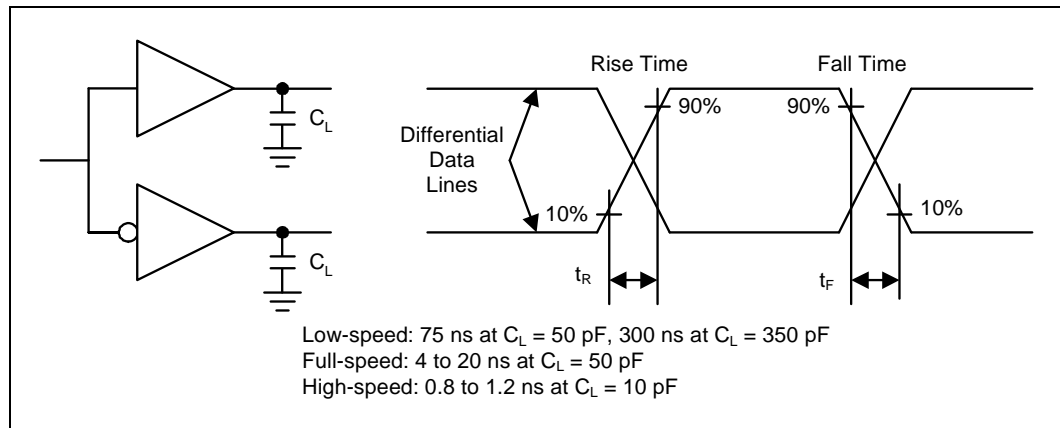 Rise Time
Fall Time
C_L
90%
90%
Differential
Data
Lines
10%
10%
C_L
t_R
t_F
Low-speed: 75 ns at C_L = 50 pF, 300 ns at C_L = 350 pF
Full-speed: 4 to 20 ns at C_L = 50 pF
High-speed: 0.8 to 1.2 ns at C_L = 10 pF